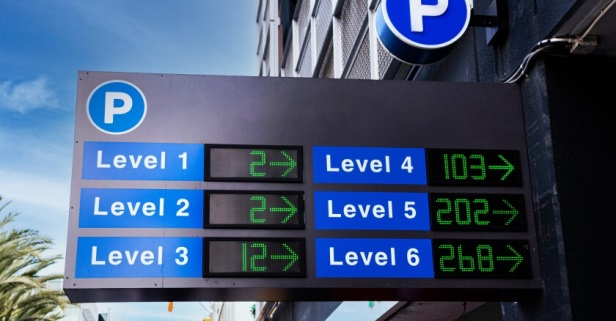 P
P
Level 1 2→
Level 2 2→
Level 3 12→
Level 4 103→
Level 5 202→
Level 6 268→